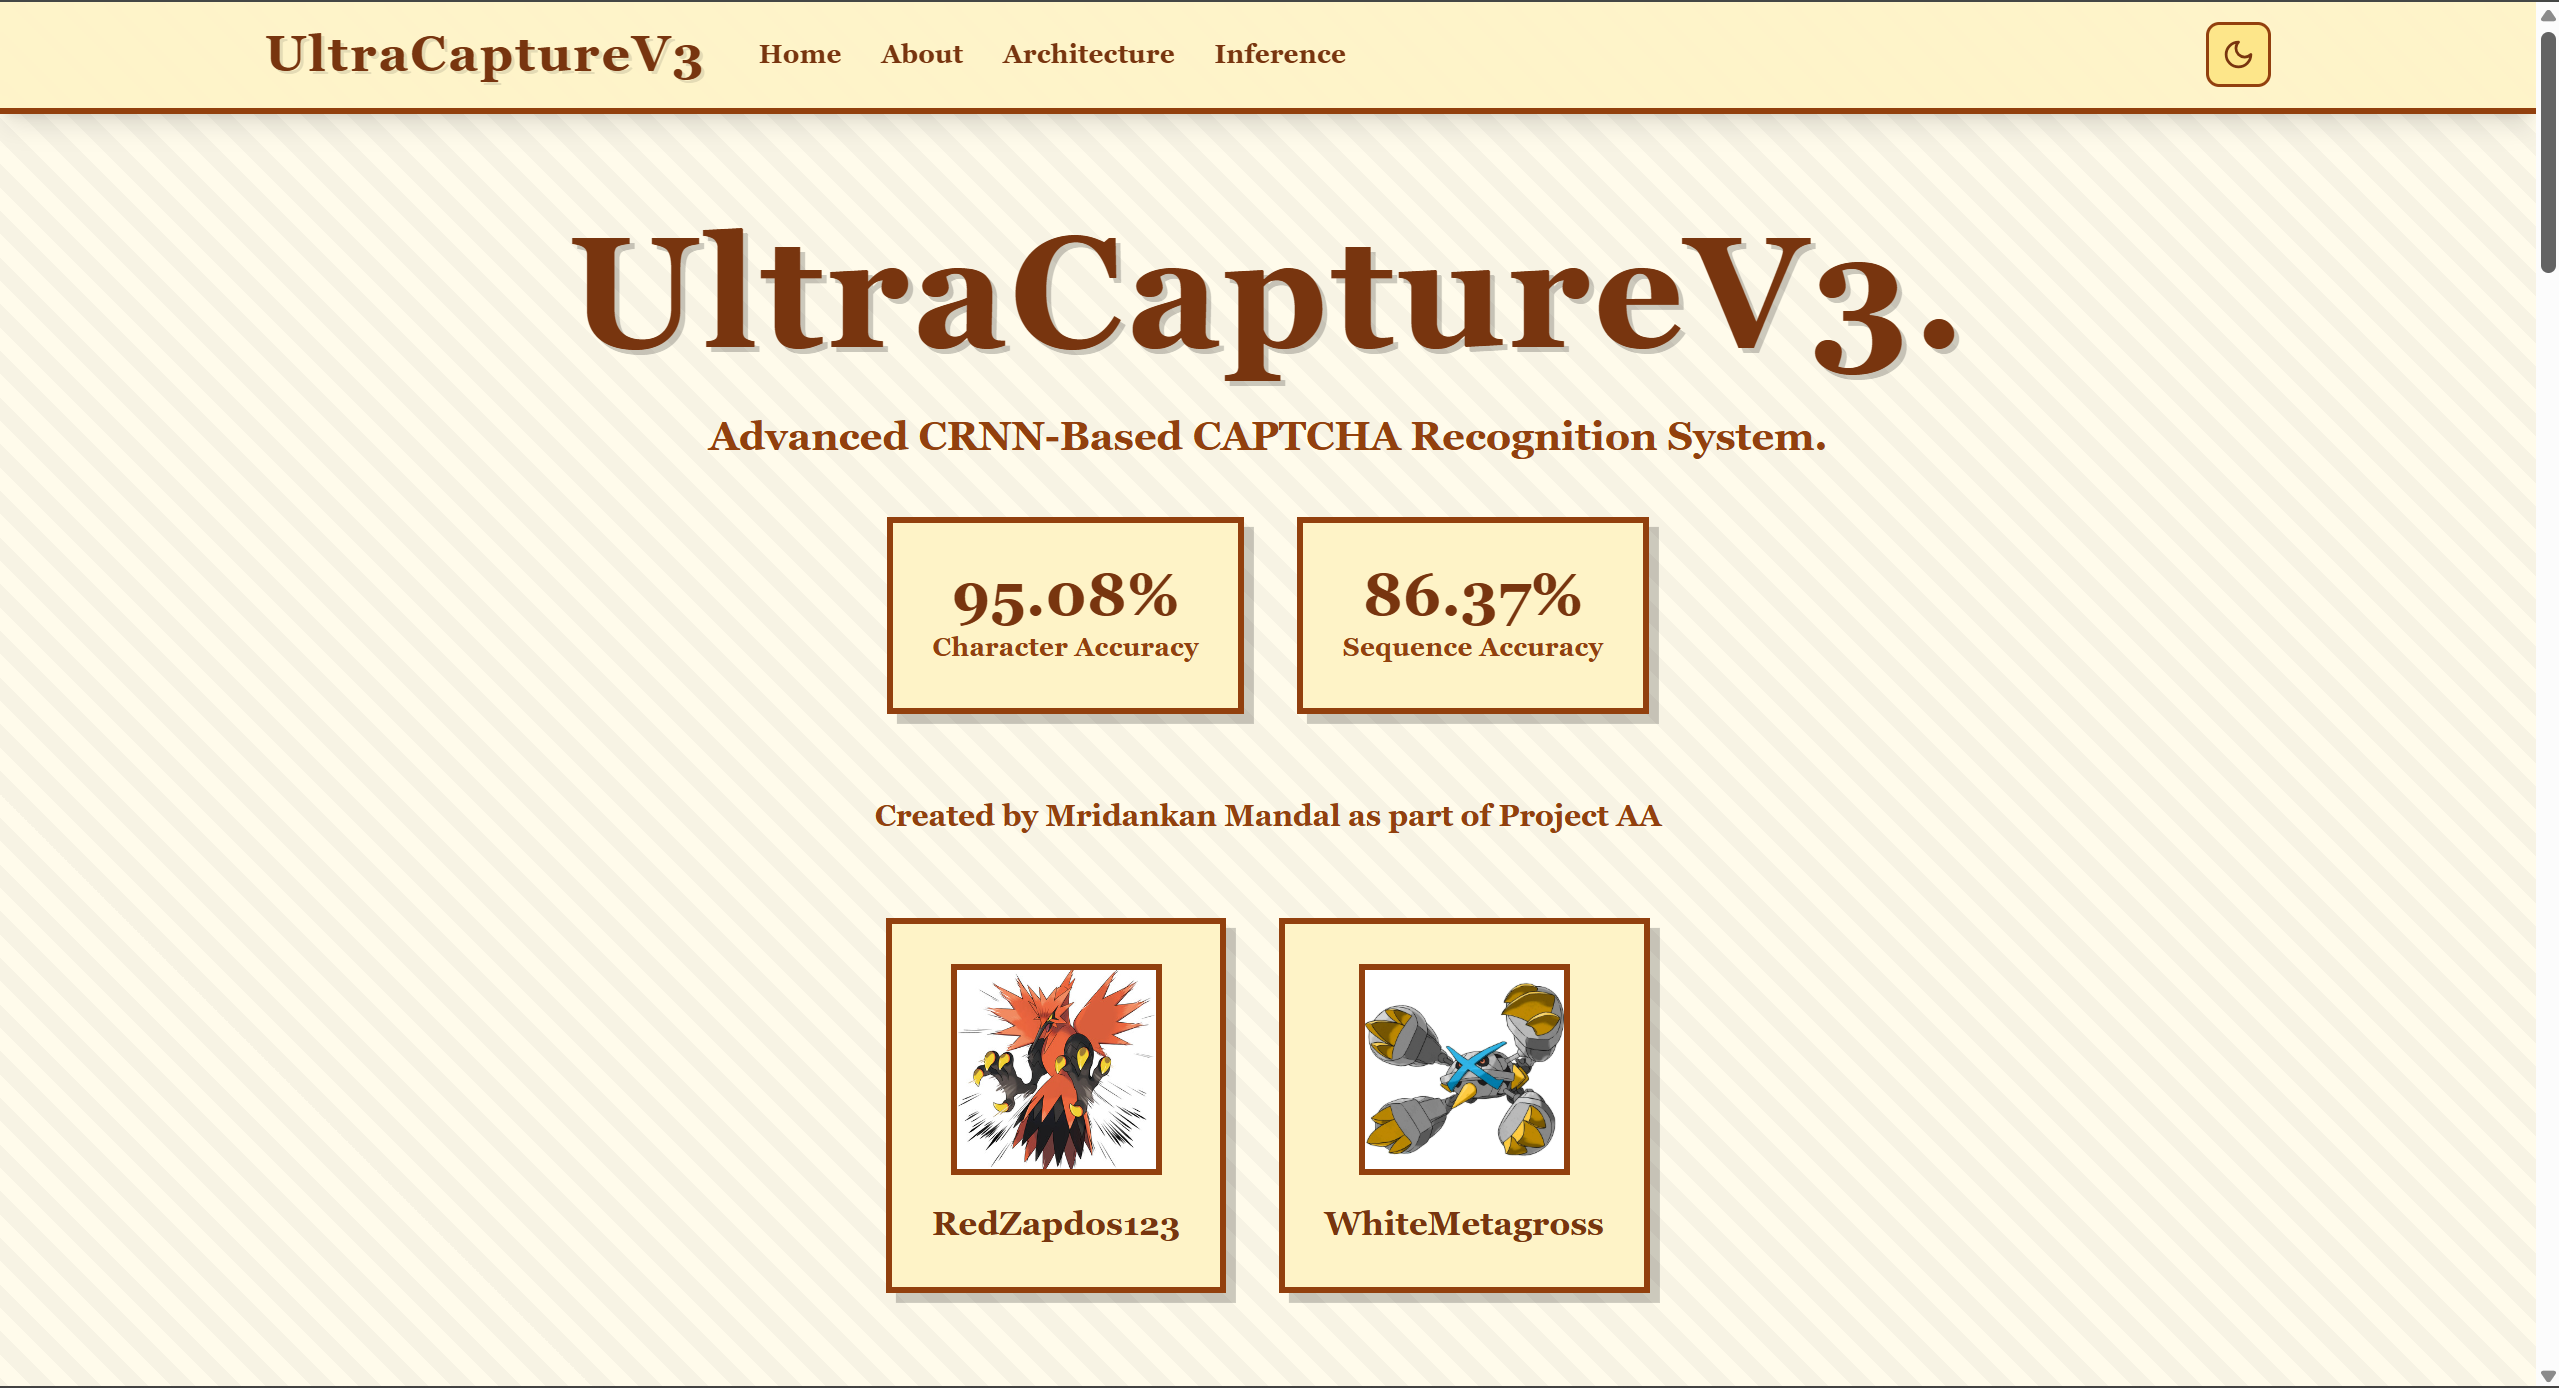 UltraCaptureV3 Home About Architecture Inference
UltraCaptureV3.
Advanced CRNN-Based CAPTCHA Recognition System.
95.08% 86.37%
Character Accuracy Sequence Accuracy
Created by Mridankan Mandal as part of Project AA
RedZapdos123 WhiteMetagross